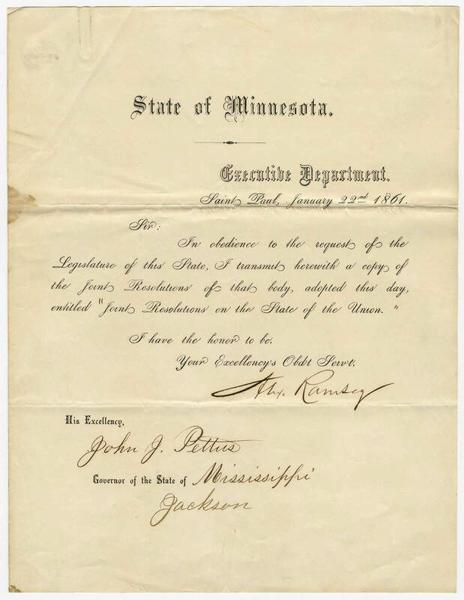 State of Minnesota.
Executive Department.
Saint Paul, January 22nd 1861.
Sir:
In obedience to the request of the
Legislature of this State, I transmit herewith a copy of
the Joint Resolutions of that body, adopted this day,
entitled "Joint Resolutions on the State of the Union."
I have the honor to be.
Your Excellency's Obdt Servt.
Alex. Ramsey
His Excellency,
John J. Pettus
Governor of the State of Mississippi
Jackson